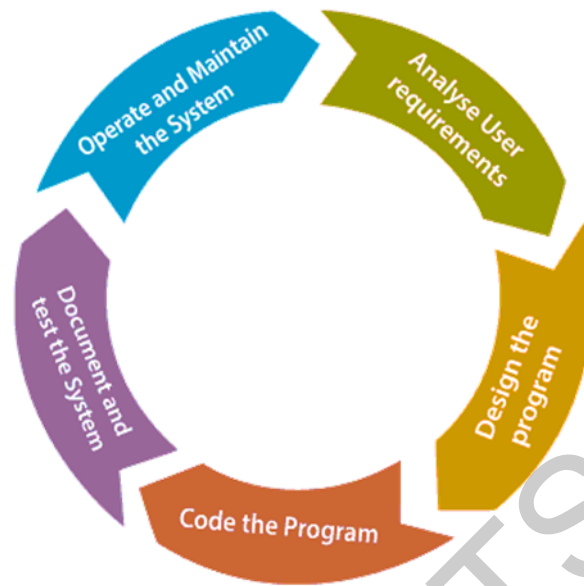 Analyse User
requirements
Design the
program
Code the Program
Document and
test the System
Operate and Maintain
the System
TS